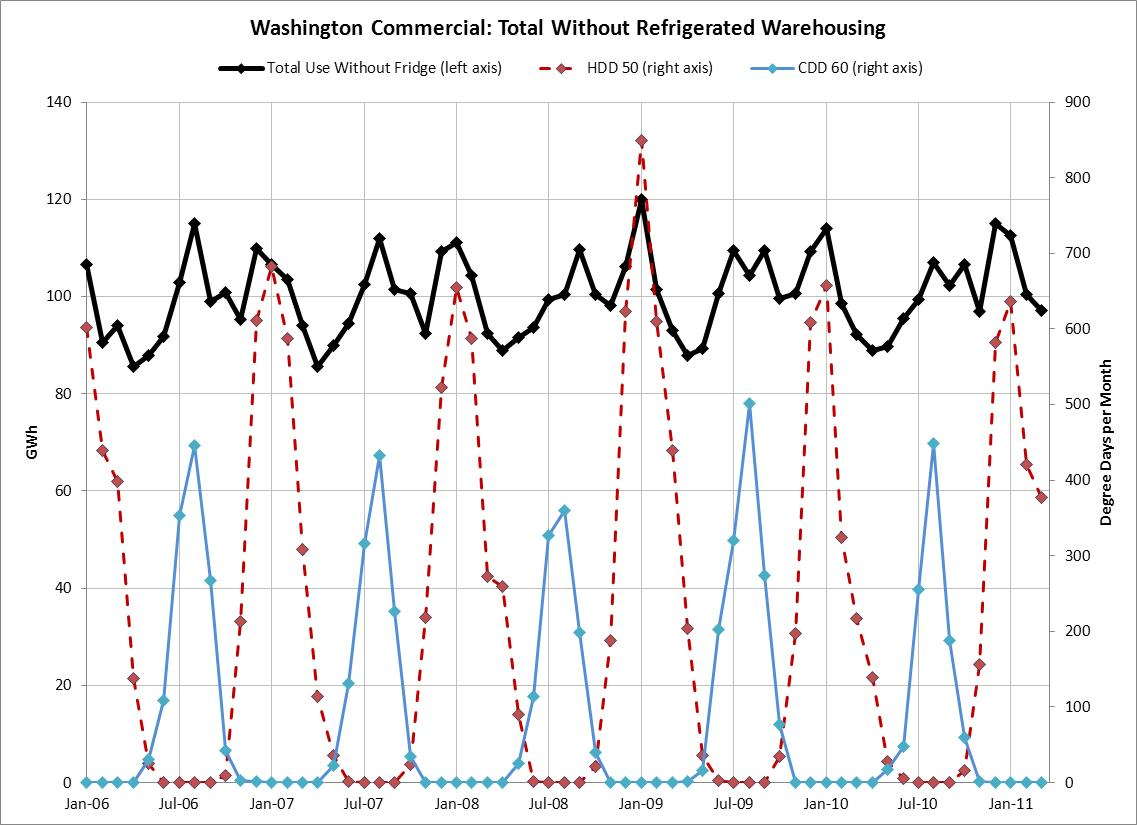 Washington Commercial: Total Without Refrigerated Warehousing
Total Use Without Fridge (left axis) HDD 50 (right axis) CDD 60 (right axis)
140 900
120 800
100 700
80 600
60 500
40 400
20 300
0 200
100
0
GWh
Degree Days per Month
Jan-06 Jul-06 Jan-07 Jul-07 Jan-08 Jul-08 Jan-09 Jul-09 Jan-10 Jul-10 Jan-11